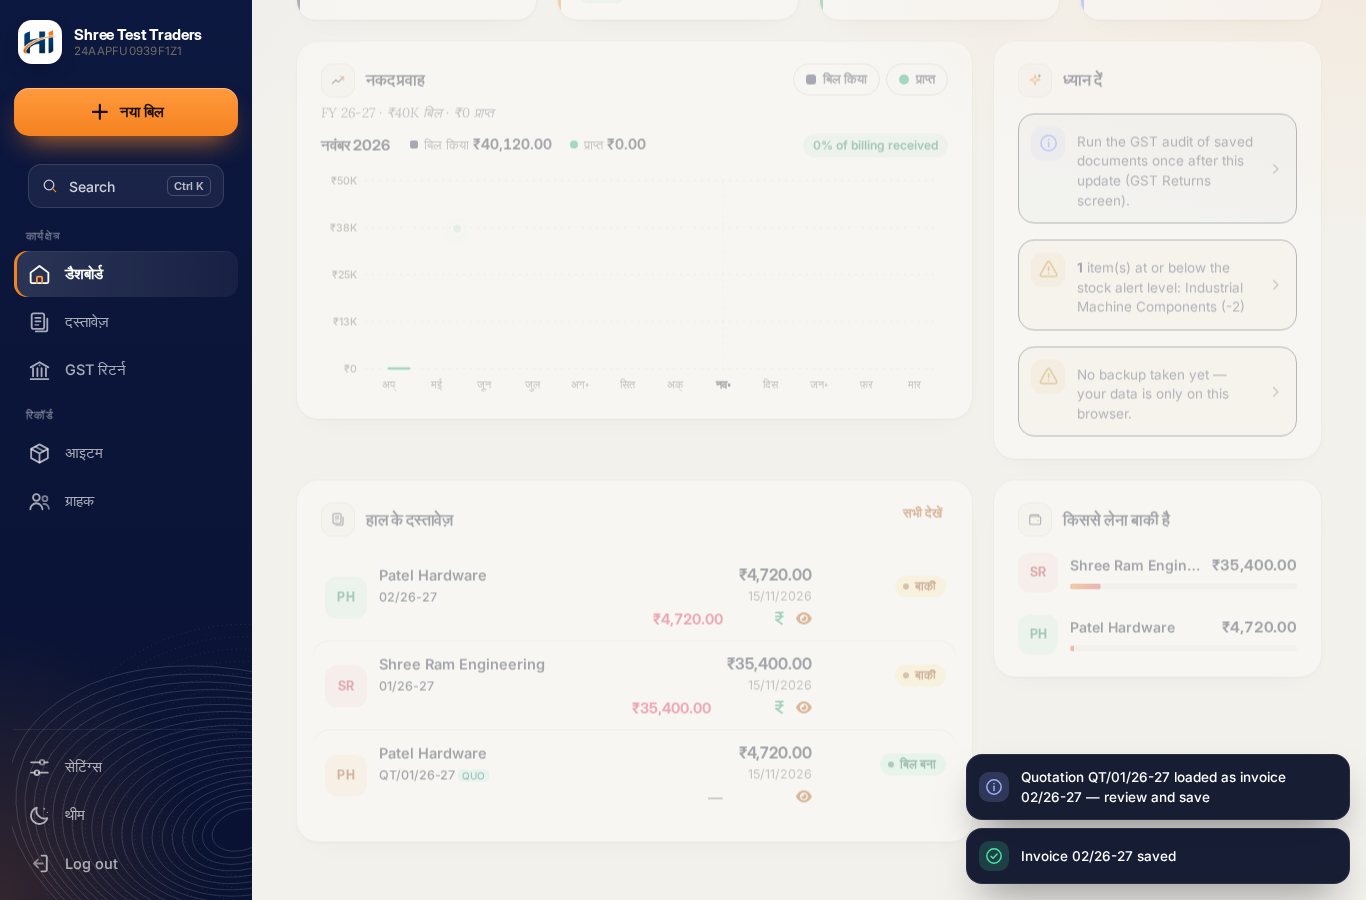 Shree Test Traders
24AAPFU0939F1Z1
नया बिल
Search
Ctrl K
कार्यक्षेत्र
डैशबोर्ड
दस्तावेज़
GST रिटर्न
रिकॉर्ड
आइटम
ग्राहक
सेटिंग्स
थीम
Log out
नकद प्रवाह
बिल किया
प्राप्त
FY 26-27 · ₹40K बिल · ₹0 प्राप्त
नवंबर 2026
बिल किया ₹40,120.00
प्राप्त ₹0.00
0% of billing received
₹50K
₹38K
₹25K
₹13K
₹0
अप्
मई
जून
जुल
अग॰
सित
अक्
नव॰
दिस
जन॰
फ़र
मार
ध्यान दें
Run the GST audit of saved
documents once after this
update (GST Returns
screen).
1 item(s) at or below the
stock alert level: Industrial
Machine Components (-2)
No backup taken yet —
your data is only on this
browser.
हाल के दस्तावेज़
सभी देखें
PH
Patel Hardware
02/26-27
₹4,720.00
15/11/2026
₹4,720.00
₹
बाकी
SR
Shree Ram Engineering
01/26-27
₹35,400.00
15/11/2026
₹35,400.00
₹
बाकी
PH
Patel Hardware
QT/01/26-27 QUO
₹4,720.00
15/11/2026
—
बिल बना
किससे लेना बाकी है
SR
Shree Ram Engin... ₹35,400.00
PH
Patel Hardware ₹4,720.00
Quotation QT/01/26-27 loaded as invoice
02/26-27 — review and save
Invoice 02/26-27 saved